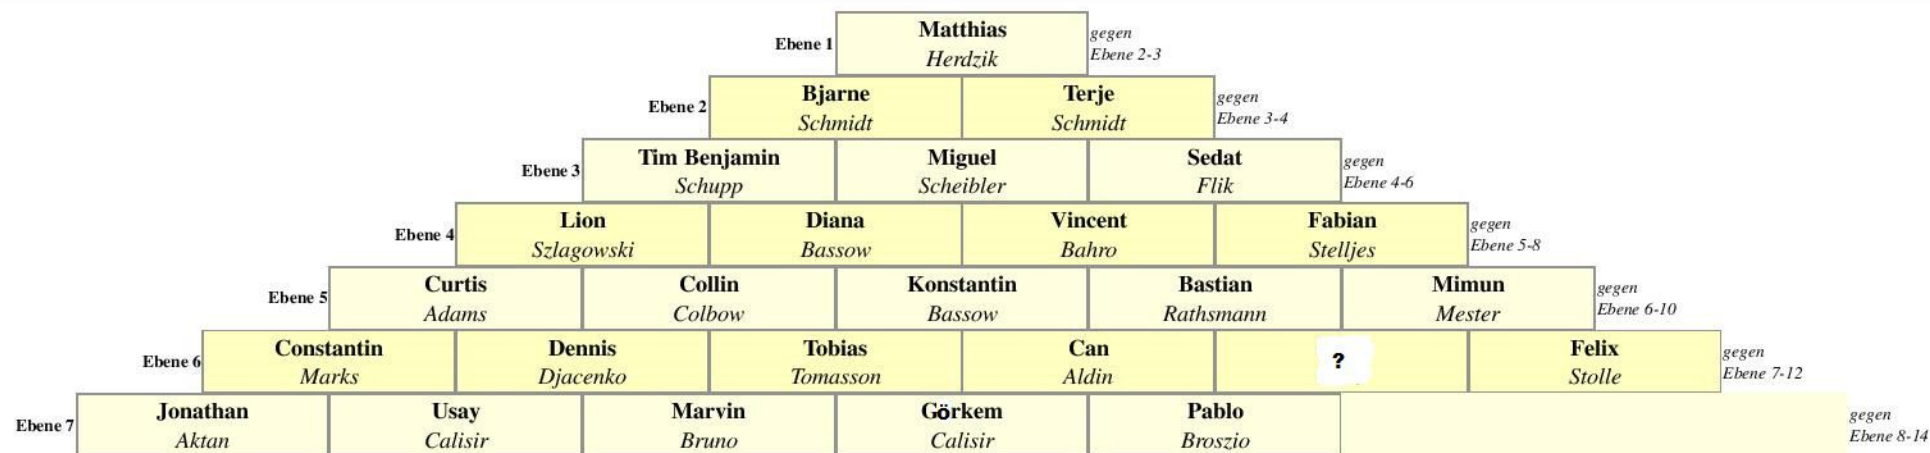 Ebene 1
Matthias
Herdzik
gegen
Ebene 2-3
Ebene 2
Bjarne
Schmidt
Terje
Schmidt
gegen
Ebene 3-4
Ebene 3
Tim Benjamin
Schupp
Miguel
Scheibler
Sedat
Flik
gegen
Ebene 4-6
Ebene 4
Lion
Szlagowski
Diana
Bassow
Vincent
Bahro
Fabian
Stelljes
gegen
Ebene 5-8
Ebene 5
Curtis
Adams
Collin
Colbow
Konstantin
Bassow
Bastian
Rathsmann
Mimun
Mester
gegen
Ebene 6-10
Ebene 6
Constantin
Marks
Dennis
Djacenko
Tobias
Tomasson
Can
Aldin
?
Felix
Stolle
gegen
Ebene 7-12
Ebene 7
Jonathan
Aktan
Usay
Calisir
Marvin
Bruno
Görkem
Calisir
Pablo
Broszio
gegen
Ebene 8-14